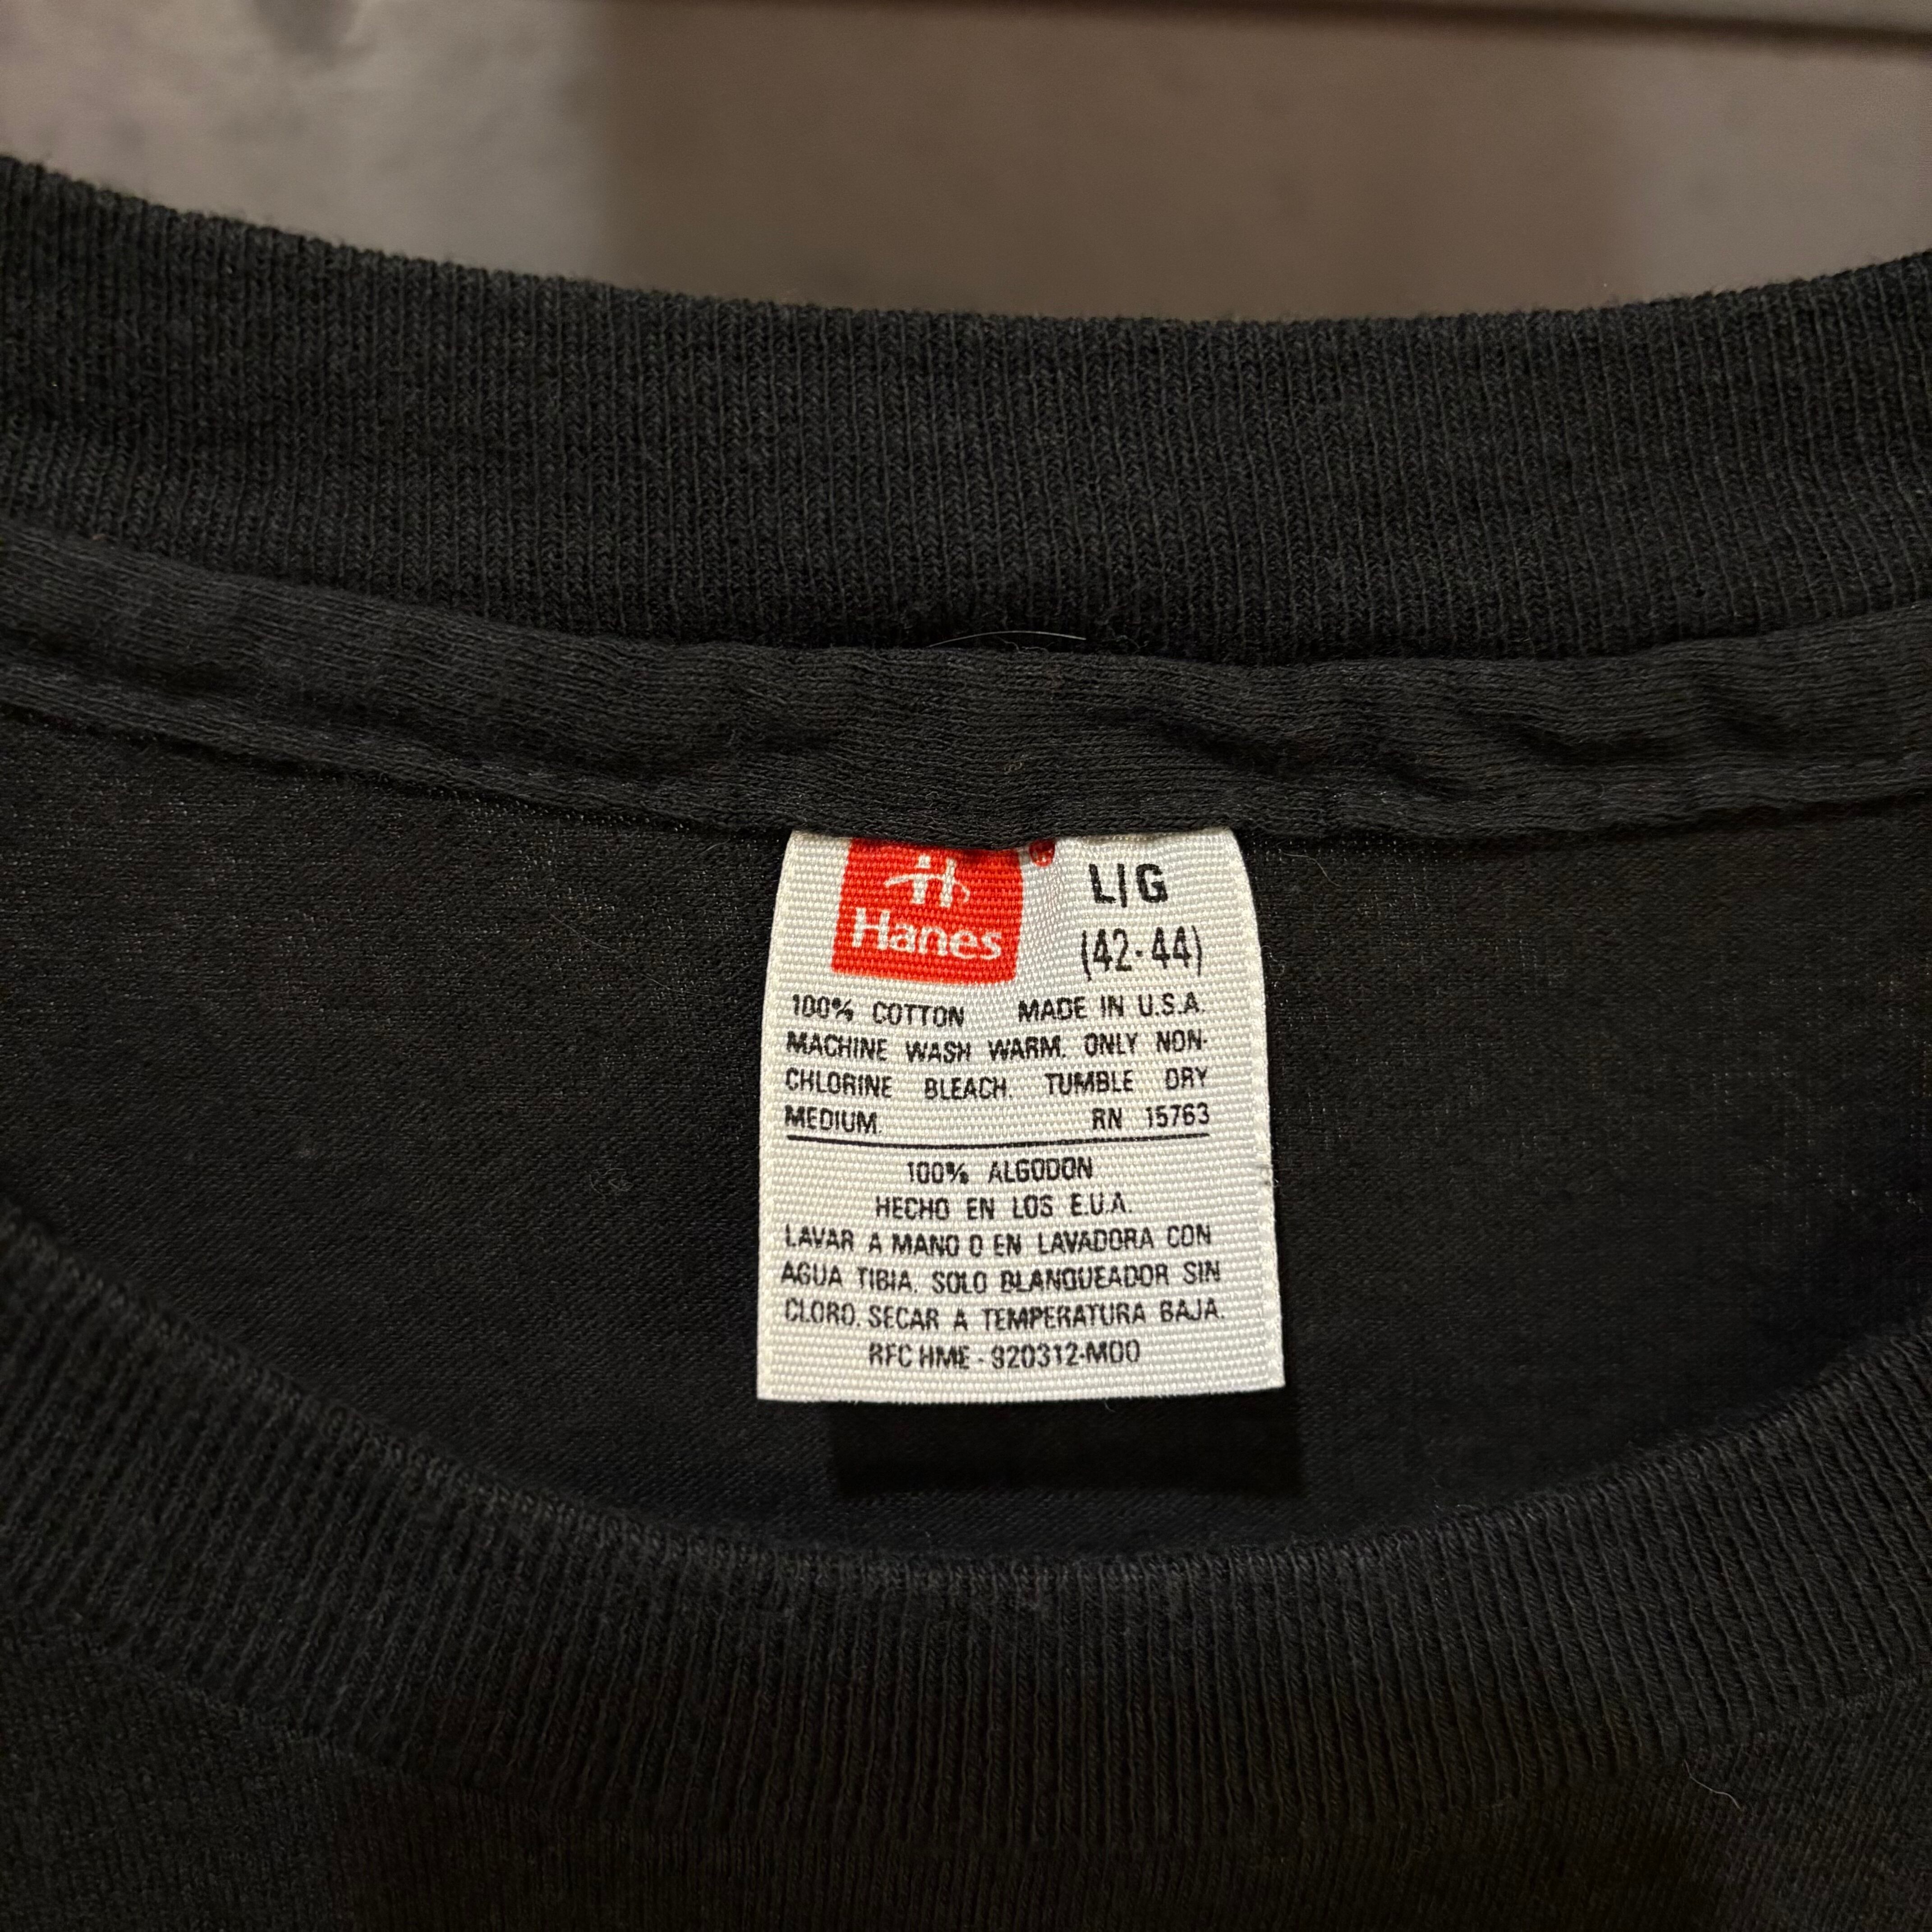 Hanes
L/G
(42-44)
100% COTTON MADE IN U.S.A.
MACHINE WASH WARM. ONLY NON-
CHLORINE BLEACH. TUMBLE DRY
MEDIUM. RN 15763
100% ALGODON
HECHO EN LOS E.U.A.
LAVAR A MANO O EN LAVADORA CON
AGUA TIBIA. SOLO BLANQUEADOR SIN
CLORO. SECAR A TEMPERATURA BAJA.
RFC HME - 920312-MDO